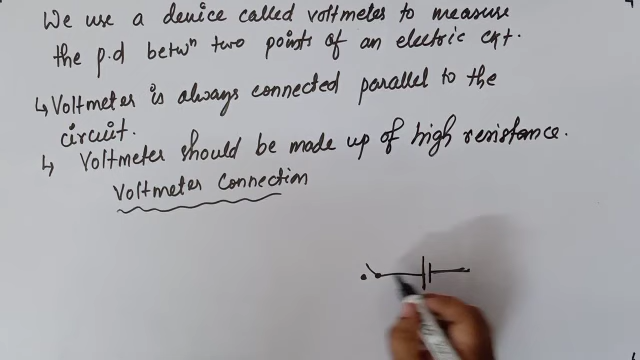 We use a device called voltmeter to measure
the p.d betwn two points of an electric ckt.
↳ Voltmeter is always connected parallel to the
circuit.
↳ Voltmeter should be made up of high resistance.
Voltmeter Connection